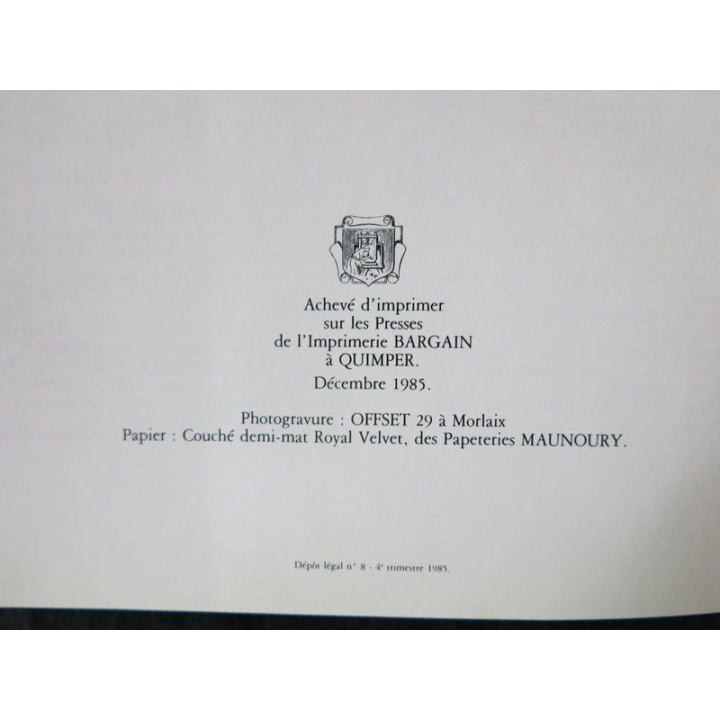 Achevé d'imprimer
sur les Presses
de l'Imprimerie BARGAIN
à QUIMPER.
Décembre 1985.
Photogravure : OFFSET 29 à Morlaix
Papier : Couché demi-mat Royal Velvet, des Papeteries MAUNOURY.
Dépôt légal n° 8 - 4e trimestre 1985.